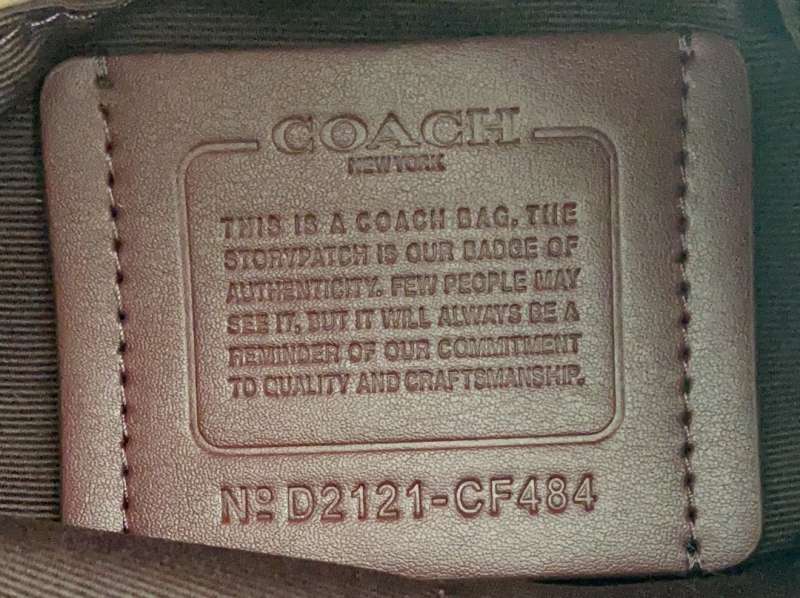 COACH
NEW YORK
THIS IS A COACH BAG. THE
STORYPATCH IS OUR BADGE OF
AUTHENTICITY. FEW PEOPLE MAY
SEE IT, BUT IT WILL ALWAYS BE A
REMINDER OF OUR COMMITMENT
TO QUALITY AND CRAFTSMANSHIP.
Nº D2121-CF484